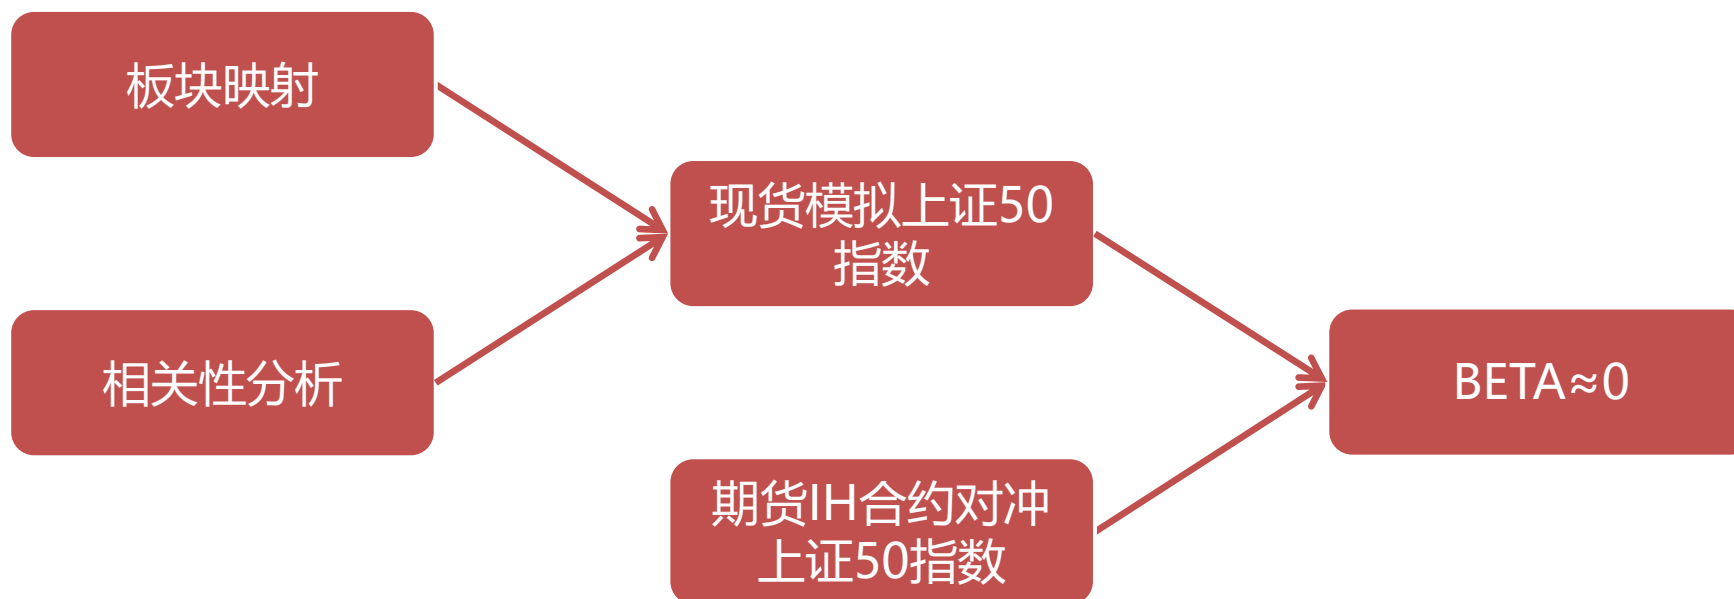 板块映射
相关性分析
现货模拟上证50
指数
期货IH合约对冲
上证50指数
BETA≈0